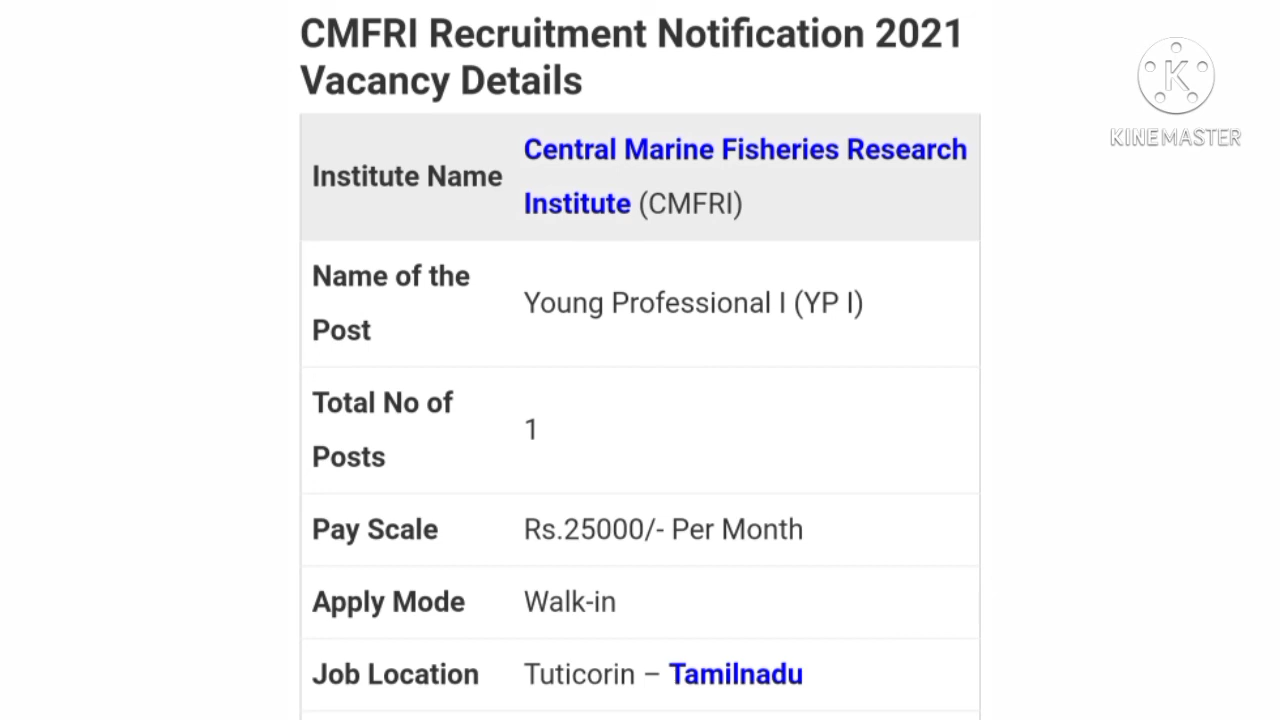 CMFRI Recruitment Notification 2021
Vacancy Details
K
KINEMASTER
Institute Name
Central Marine Fisheries Research
Institute (CMFRI)
Name of the
Post
Young Professional I (YP I)
Total No of
Posts
1
Pay Scale
Rs.25000/- Per Month
Apply Mode
Walk-in
Job Location
Tuticorin – Tamilnadu